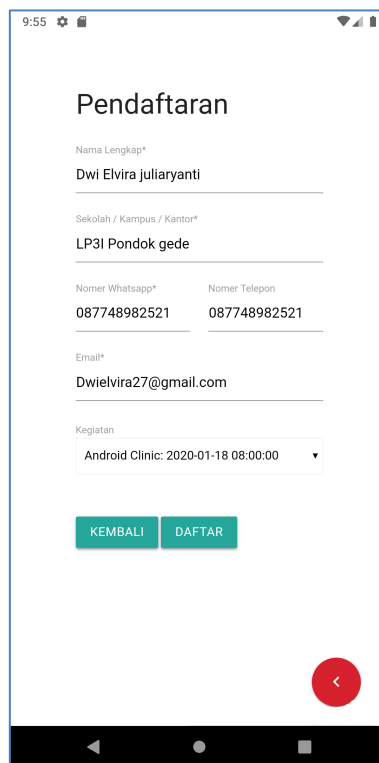 9:55
Pendaftaran
Nama Lengkap*
Dwi Elvira juliaryanti
Sekolah / Kampus / Kantor*
LP3I Pondok gede
Nomer Whatsapp* Nomer Telepon
087748982521 087748982521
Email*
Dwielvira27@gmail.com
Kegiatan
Android Clinic: 2020-01-18 08:00:00
KEMBALI DAFTAR